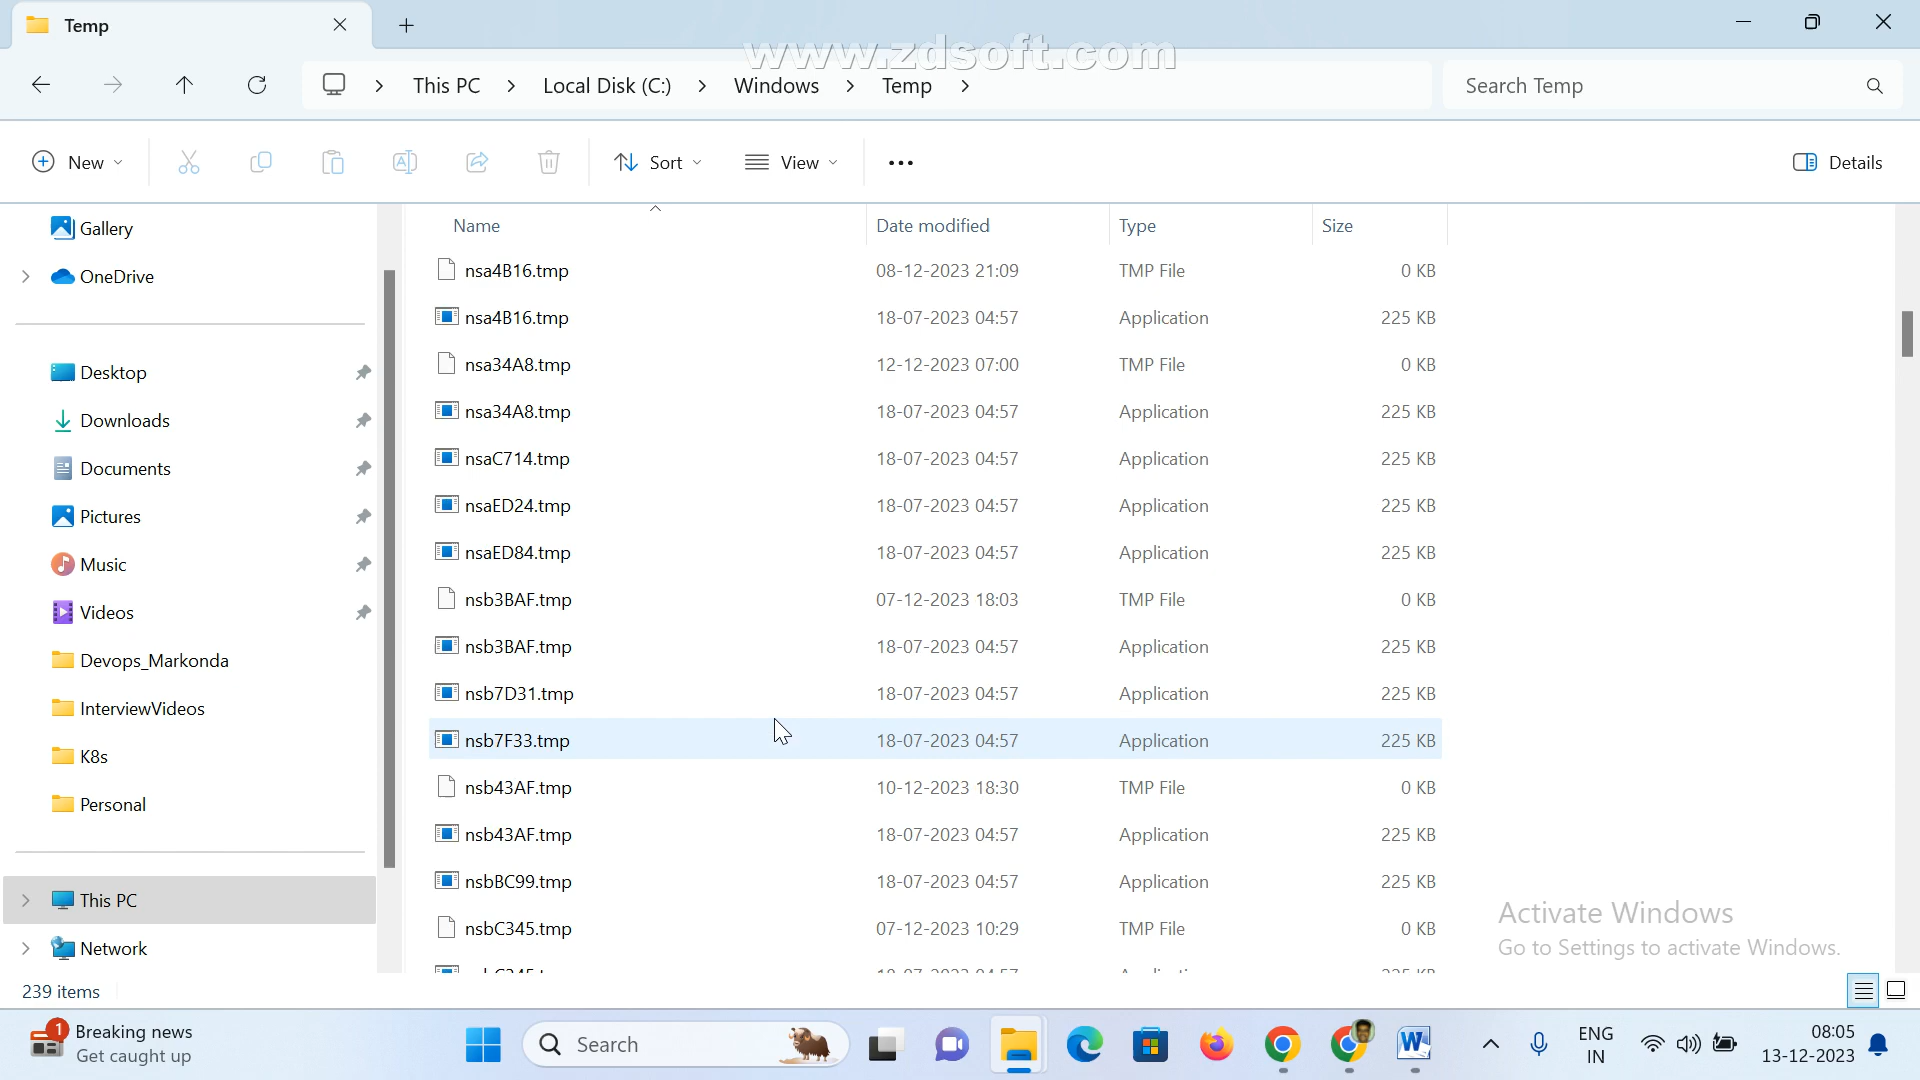 Temp
www.zdsoft.com
This PC
Local Disk (C:)
Windows
Temp
Search Temp
New
Sort
View
Details
Gallery
OneDrive
Desktop
Downloads
Documents
Pictures
Music
Videos
Devops_Markonda
InterviewVideos
K8s
Personal
This PC
Network
Name Date modified Type Size
nsa4B16.tmp 08-12-2023 21:09 TMP File 0 KB
nsa4B16.tmp 18-07-2023 04:57 Application 225 KB
nsa34A8.tmp 12-12-2023 07:00 TMP File 0 KB
nsa34A8.tmp 18-07-2023 04:57 Application 225 KB
nsaC714.tmp 18-07-2023 04:57 Application 225 KB
nsaED24.tmp 18-07-2023 04:57 Application 225 KB
nsaED84.tmp 18-07-2023 04:57 Application 225 KB
nsb3BAF.tmp 07-12-2023 18:03 TMP File 0 KB
nsb3BAF.tmp 18-07-2023 04:57 Application 225 KB
nsb7D31.tmp 18-07-2023 04:57 Application 225 KB
nsb7F33.tmp 18-07-2023 04:57 Application 225 KB
nsb43AF.tmp 10-12-2023 18:30 TMP File 0 KB
nsb43AF.tmp 18-07-2023 04:57 Application 225 KB
nsbBC99.tmp 18-07-2023 04:57 Application 225 KB
nsbC345.tmp 07-12-2023 10:29 TMP File 0 KB
Activate Windows
Go to Settings to activate Windows.
239 items
1
Breaking news
Get caught up
Search
ENG
IN
08:05
13-12-2023